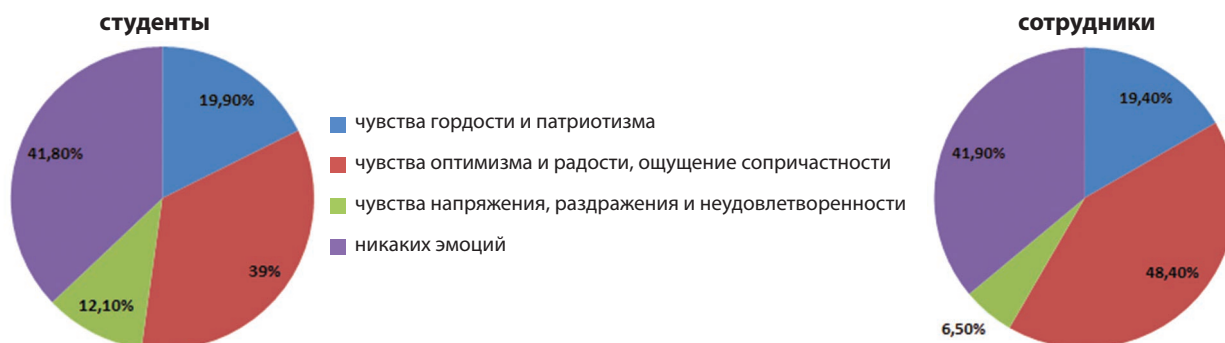 студенты
19,90%
41,80%
39%
12,10%
чувства гордости и патриотизма
чувства оптимизма и радости, ощущение сопричастности
чувства напряжения, раздражения и неудовлетворенности
никаких эмоций
сотрудники
19,40%
41,90%
48,40%
6,50%